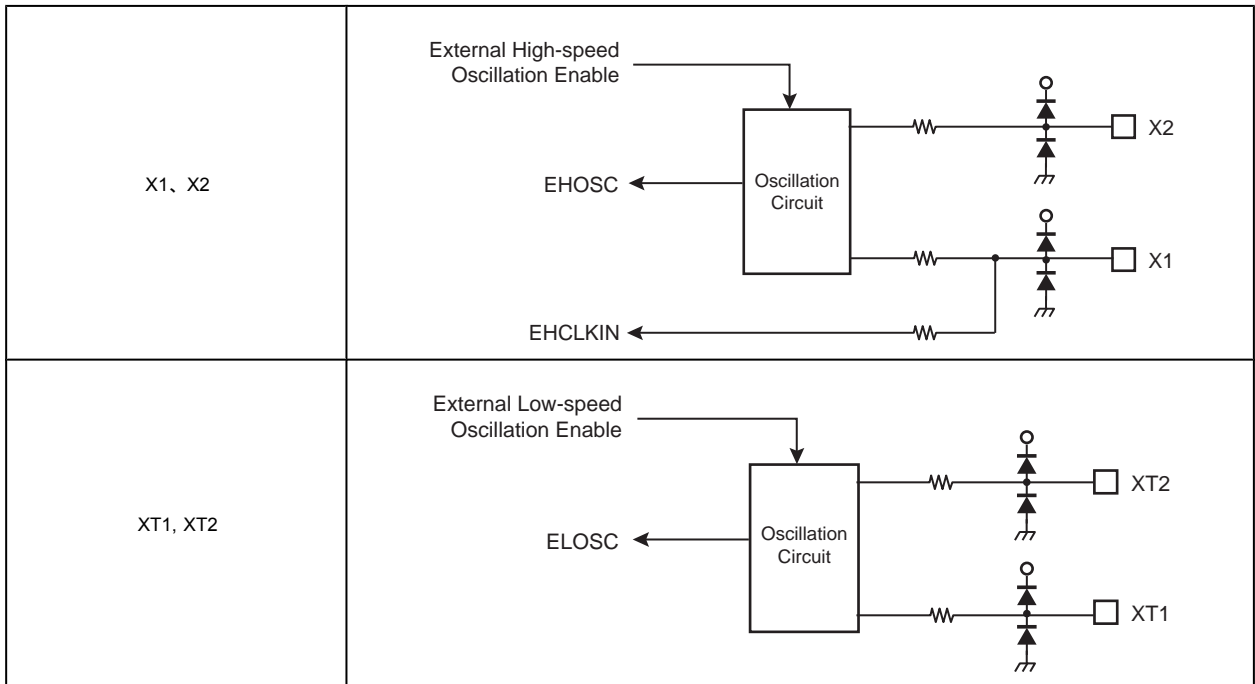 X1、X2
External High-speed
Oscillation Enable
X2
EHOSC
Oscillation
Circuit
X1
EHCLKIN
XT1, XT2
External Low-speed
Oscillation Enable
XT2
ELOSC
Oscillation
Circuit
XT1